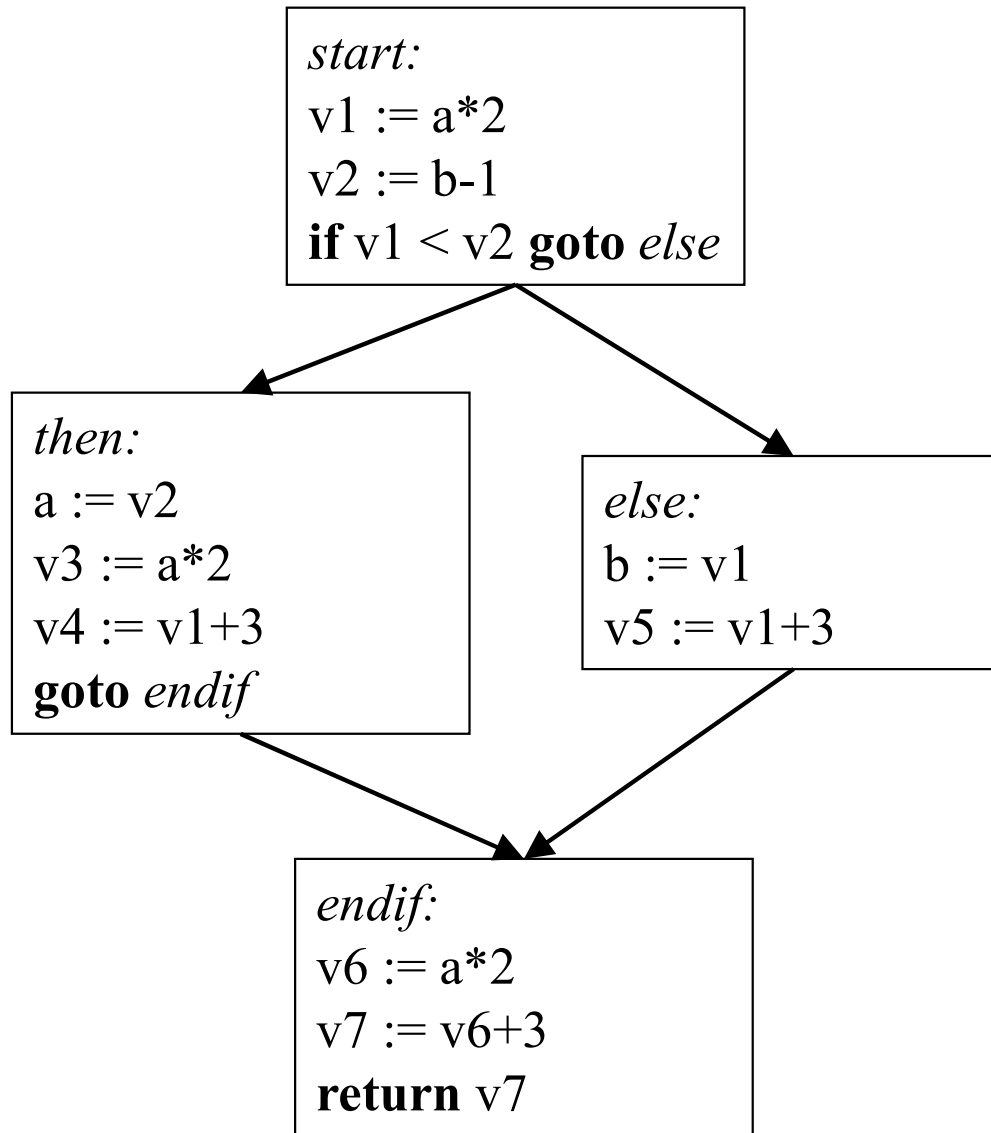 start:
v1 := a*2
v2 := b-1
if v1 < v2 goto else
then:
a := v2
v3 := a*2
v4 := v1+3
goto endif
else:
b := v1
v5 := v1+3
endif:
v6 := a*2
v7 := v6+3
return v7